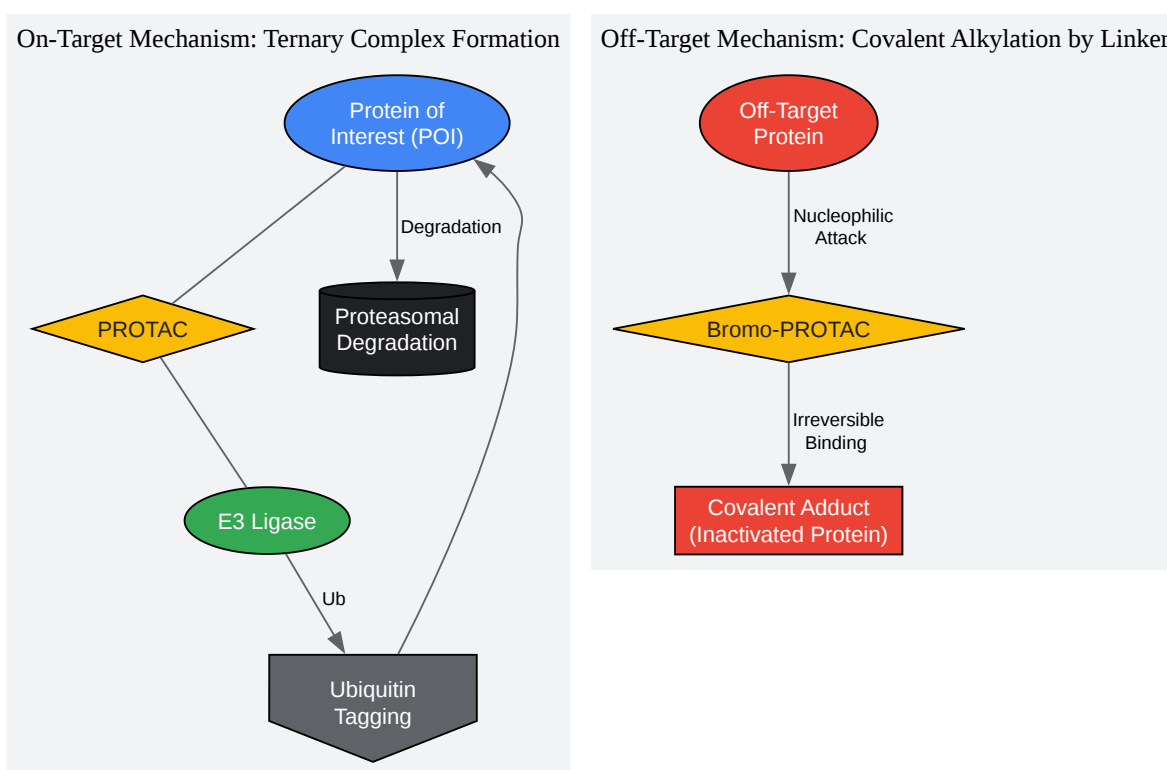 On-Target Mechanism: Ternary Complex Formation
Protein of
Interest (POI)
Degradation
PROTAC
Proteasomal
Degradation
E3 Ligase
Ub
Ubiquitin
Tagging
Off-Target Mechanism: Covalent Alkylation by Linker
Off-Target
Protein
Nucleophilic
Attack
Bromo-PROTAC
Irreversible
Binding
Covalent Adduct
(Inactivated Protein)